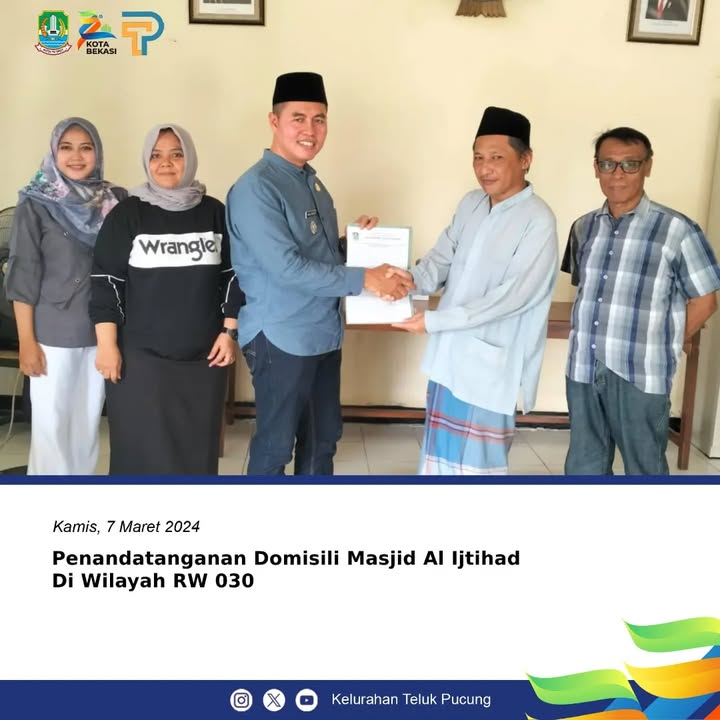 KOTA
BEKASI
TP
Wrangler
Kamis, 7 Maret 2024
Penandatanganan Domisili Masjid Al Ijtihad
Di Wilayah RW 030
Kelurahan Teluk Pucung